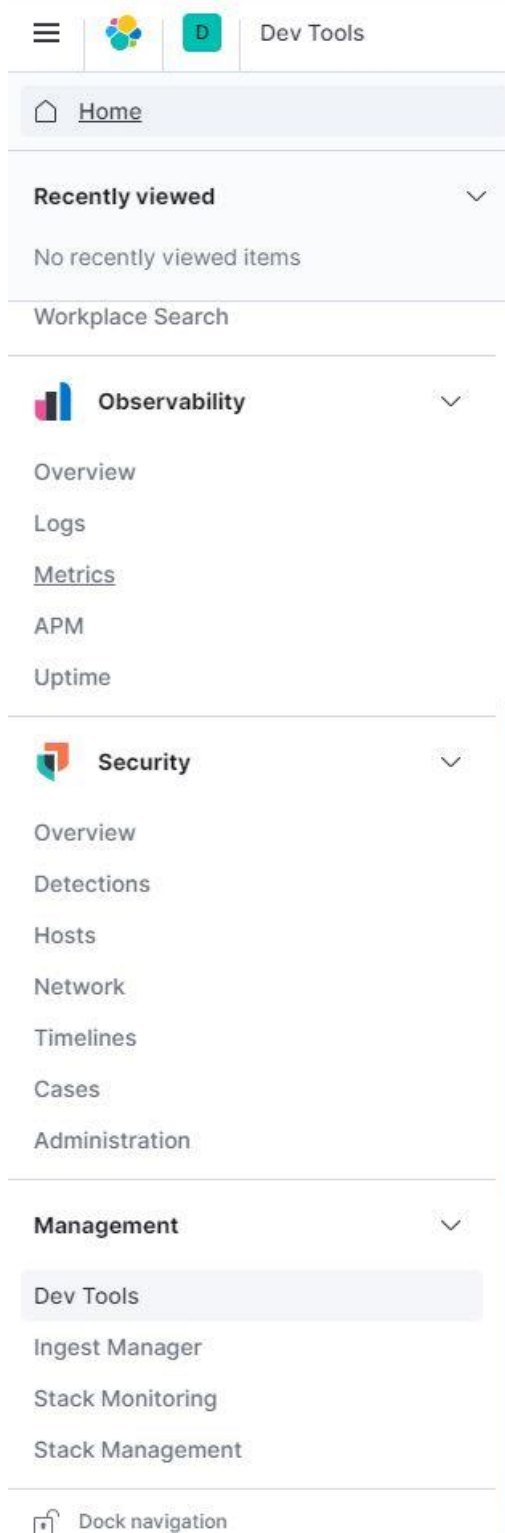 D Dev Tools
Home
Recently viewed
No recently viewed items
Workplace Search
Observability
Overview
Logs
Metrics
APM
Uptime
Security
Overview
Detections
Hosts
Network
Timelines
Cases
Administration
Management
Dev Tools
Ingest Manager
Stack Monitoring
Stack Management
Dock navigation